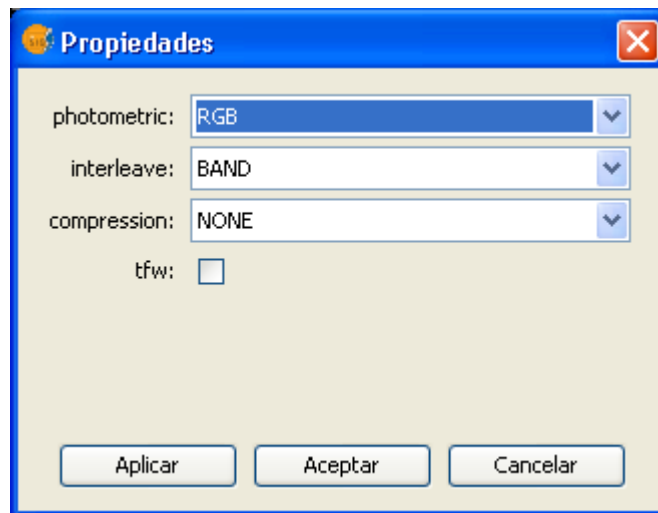 Propiedades
photometric: RGB
interleave: BAND
compression: NONE
tfw:
Aplicar Aceptar Cancelar